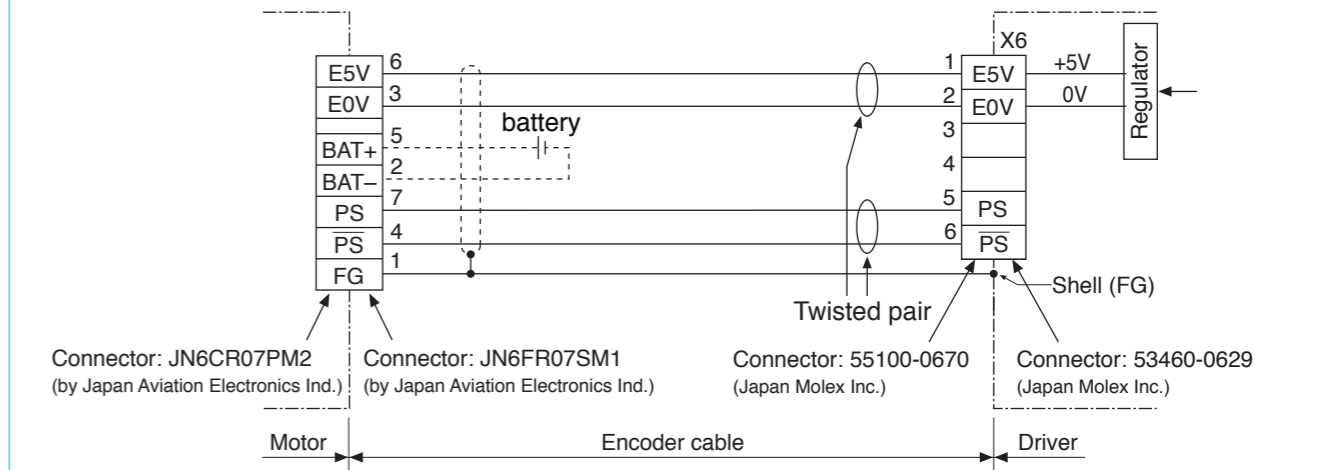 X6
E5V 6 1 E5V +5V
E0V 3 2 E0V 0V
Regulator
battery
3
BAT+ 5
4
BAT– 2
PS 7 5 PS
P̅S̅ 4 6 P̅S̅
FG 1
Shell (FG)
Twisted pair
Connector: JN6CR07PM2
(by Japan Aviation Electronics Ind.)
Connector: JN6FR07SM1
(by Japan Aviation Electronics Ind.)
Connector: 55100-0670
(Japan Molex Inc.)
Connector: 53460-0629
(Japan Molex Inc.)
Motor
Encoder cable
Driver